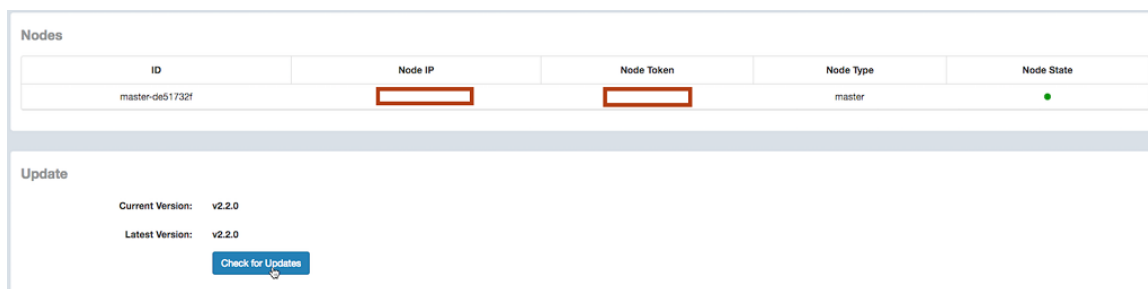 Nodes
ID Node IP Node Token Node Type Node State
master-de51732f master
Update
Current Version: v2.2.0
Latest Version: v2.2.0
Check for Updates